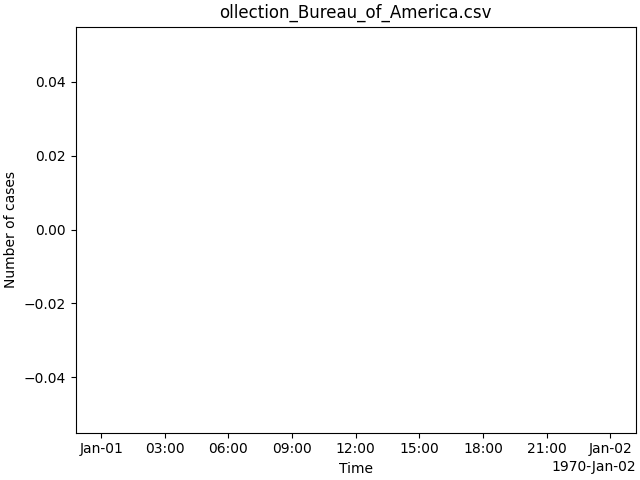 ollection_Bureau_of_America.csv
Number of cases
0.04
0.02
0.00
−0.02
−0.04
Jan-01 03:00 06:00 09:00 12:00 15:00 18:00 21:00 Jan-02
Time
1970-Jan-02